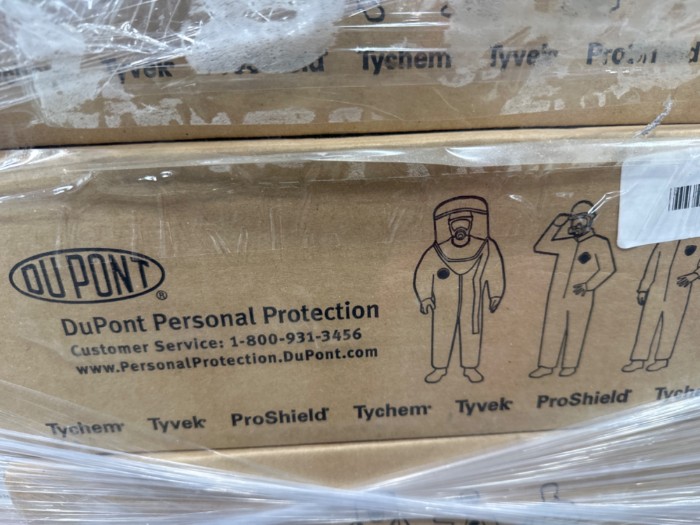 Tyvek Tychem Tyvek
DUPONT®
DuPont Personal Protection
Customer Service: 1-800-931-3456
www.PersonalProtection.DuPont.com
Tychem® Tyvek® ProShield® Tychem® Tyvek® ProShield®